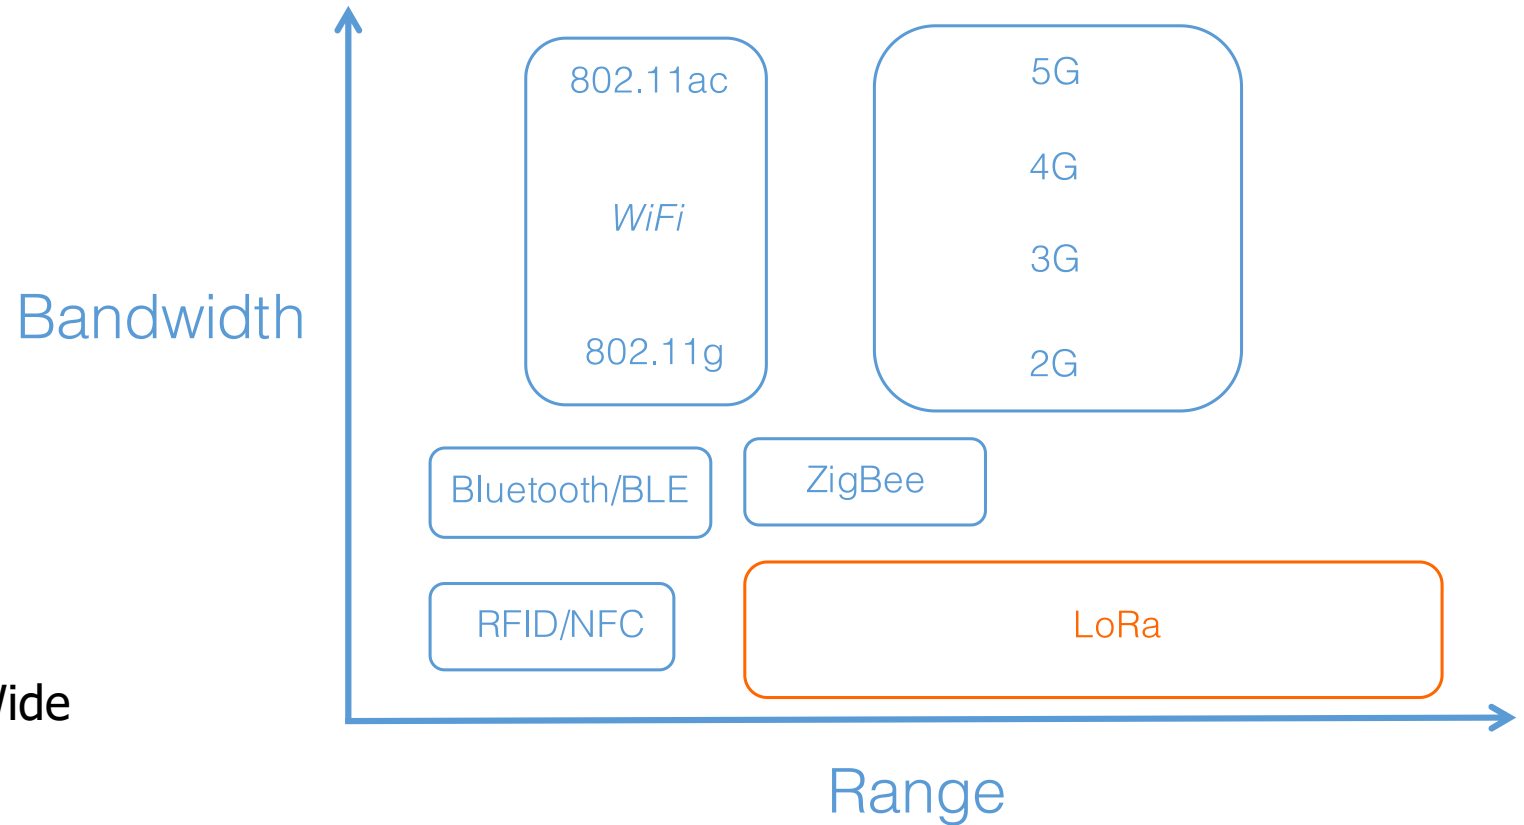 802.11ac
5G
4G
WiFi
3G
Bandwidth
802.11g
2G
Bluetooth/BLE
ZigBee
RFID/NFC
LoRa
Range